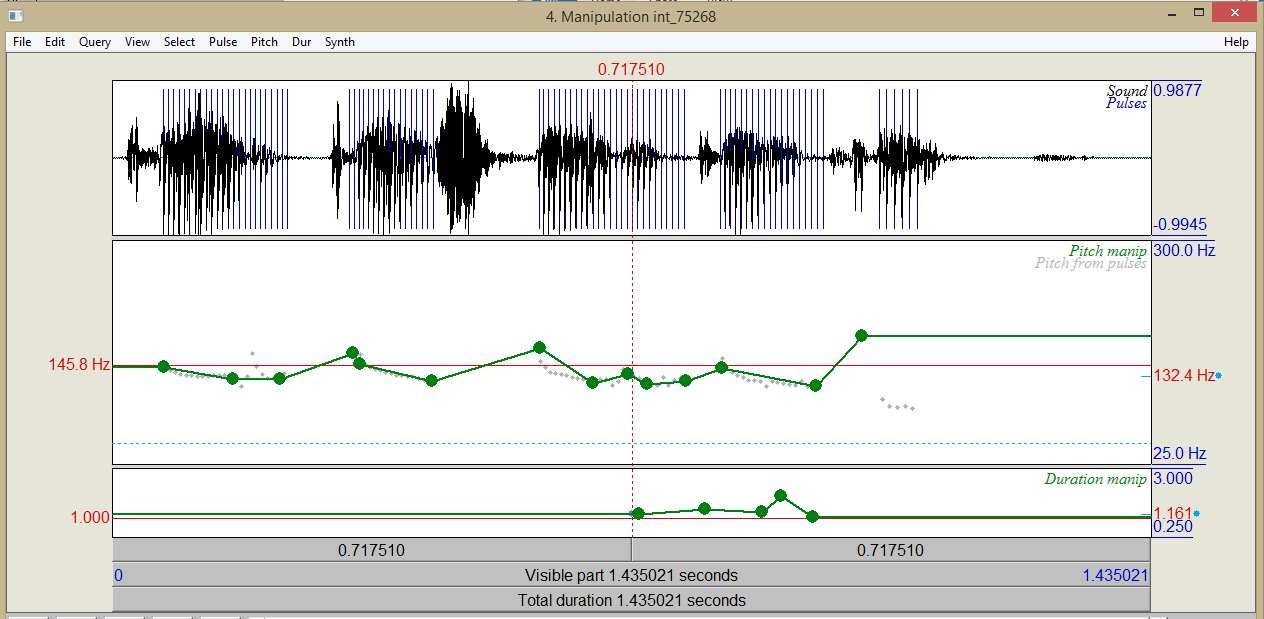 4. Manipulation int_75268
File Edit Query View Select Pulse Pitch Dur Synth Help
0.717510
Sound
Pulses
0.9877
-0.9945
Pitch manip
Pitch from pulses
300.0 Hz
145.8 Hz
132.4 Hz
25.0 Hz
Duration manip
3.000
1.000
1.161
0.250
0.717510 0.717510
0 Visible part 1.435021 seconds 1.435021
Total duration 1.435021 seconds